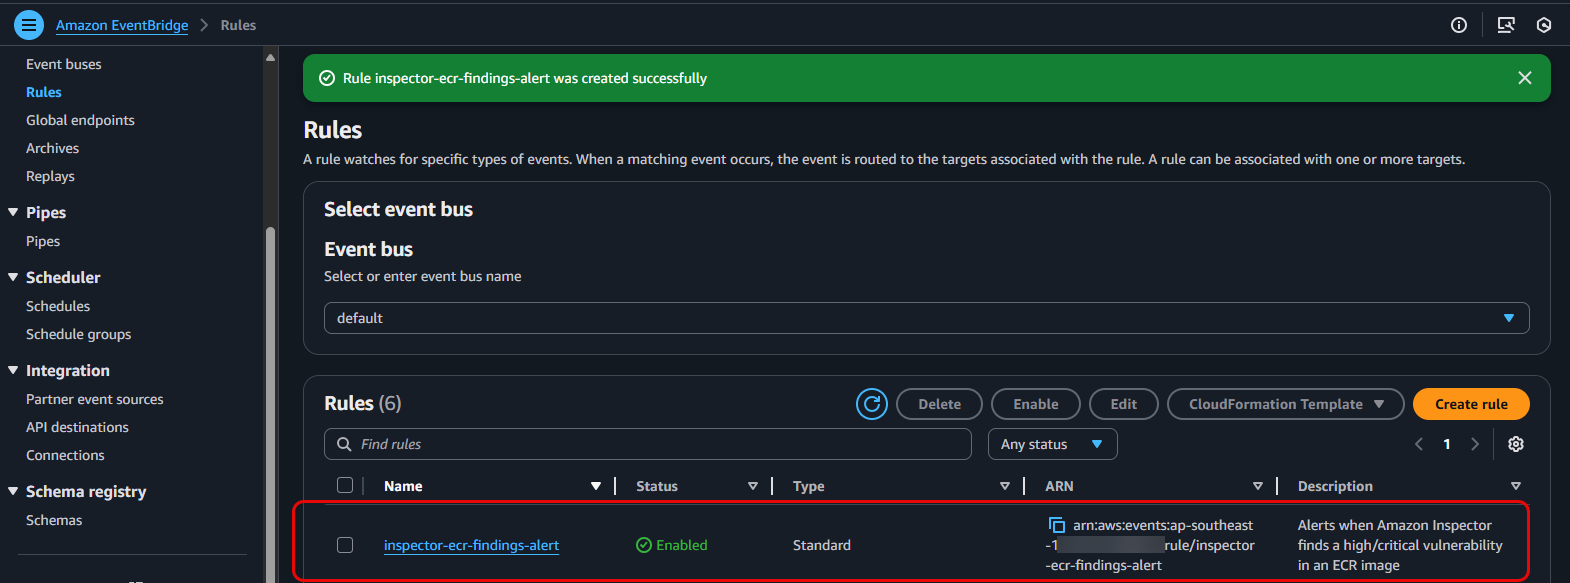 Amazon EventBridge > Rules
Event buses
Rules
Global endpoints
Archives
Replays
Pipes
Pipes
Scheduler
Schedules
Schedule groups
Integration
Partner event sources
API destinations
Connections
Schema registry
Schemas
Rule inspector-ecr-findings-alert was created successfully
Rules
A rule watches for specific types of events. When a matching event occurs, the event is routed to the targets associated with the rule. A rule can be associated with one or more targets.
Select event bus
Event bus
Select or enter event bus name
default
Rules (6)
Delete
Enable
Edit
CloudFormation Template
Create rule
Find rules
Any status
1
Name Status Type ARN Description
inspector-ecr-findings-alert
Enabled
Standard
arn:aws:events:ap-southeast
-1 rule/inspector
-ecr-findings-alert
Alerts when Amazon Inspector
finds a high/critical vulnerability
in an ECR image